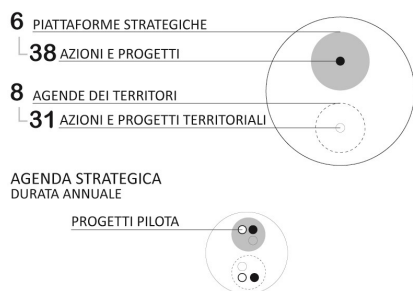 6 PIATTAFORME STRATEGICHE
38 AZIONI E PROGETTI
8 AGENDE DEI TERRITORI
31 AZIONI E PROGETTI TERRITORIALI
AGENDA STRATEGICA
DURATA ANNUALE
PROGETTI PILOTA